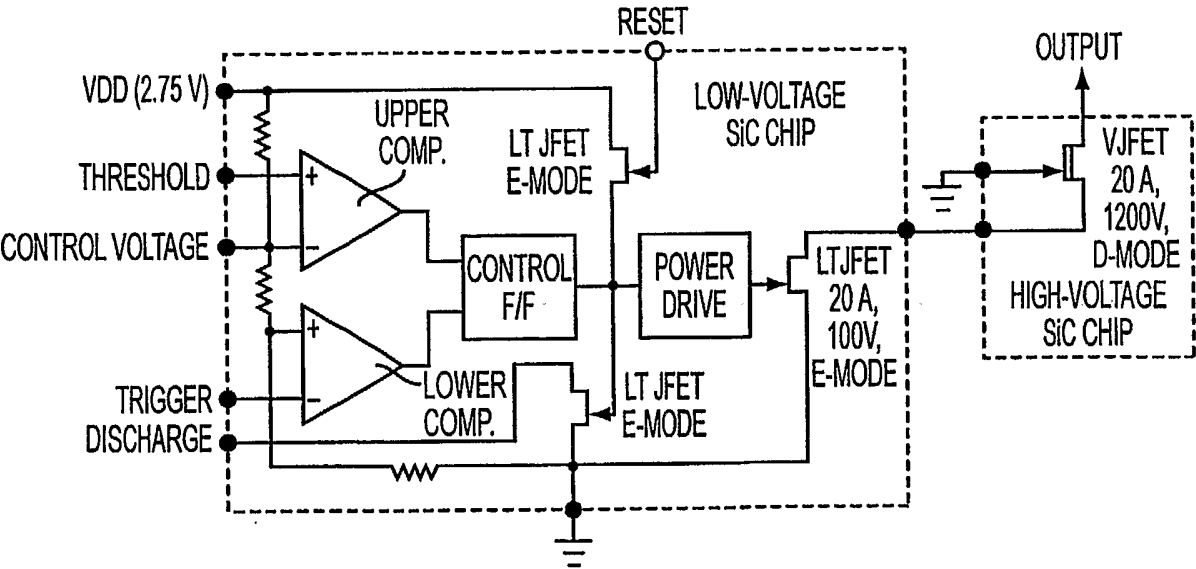 RESET
OUTPUT
VDD (2.75 V)
THRESHOLD
CONTROL VOLTAGE
TRIGGER
DISCHARGE
UPPER
COMP.
+
−
LT JFET
E-MODE
LOW-VOLTAGE
SiC CHIP
CONTROL
F/F
POWER
DRIVE
+
−
LOWER
COMP.
LT JFET
E-MODE
LTJFET
20 A,
100V,
E-MODE
VJFET
20 A,
1200V,
D-MODE
HIGH-VOLTAGE
SiC CHIP